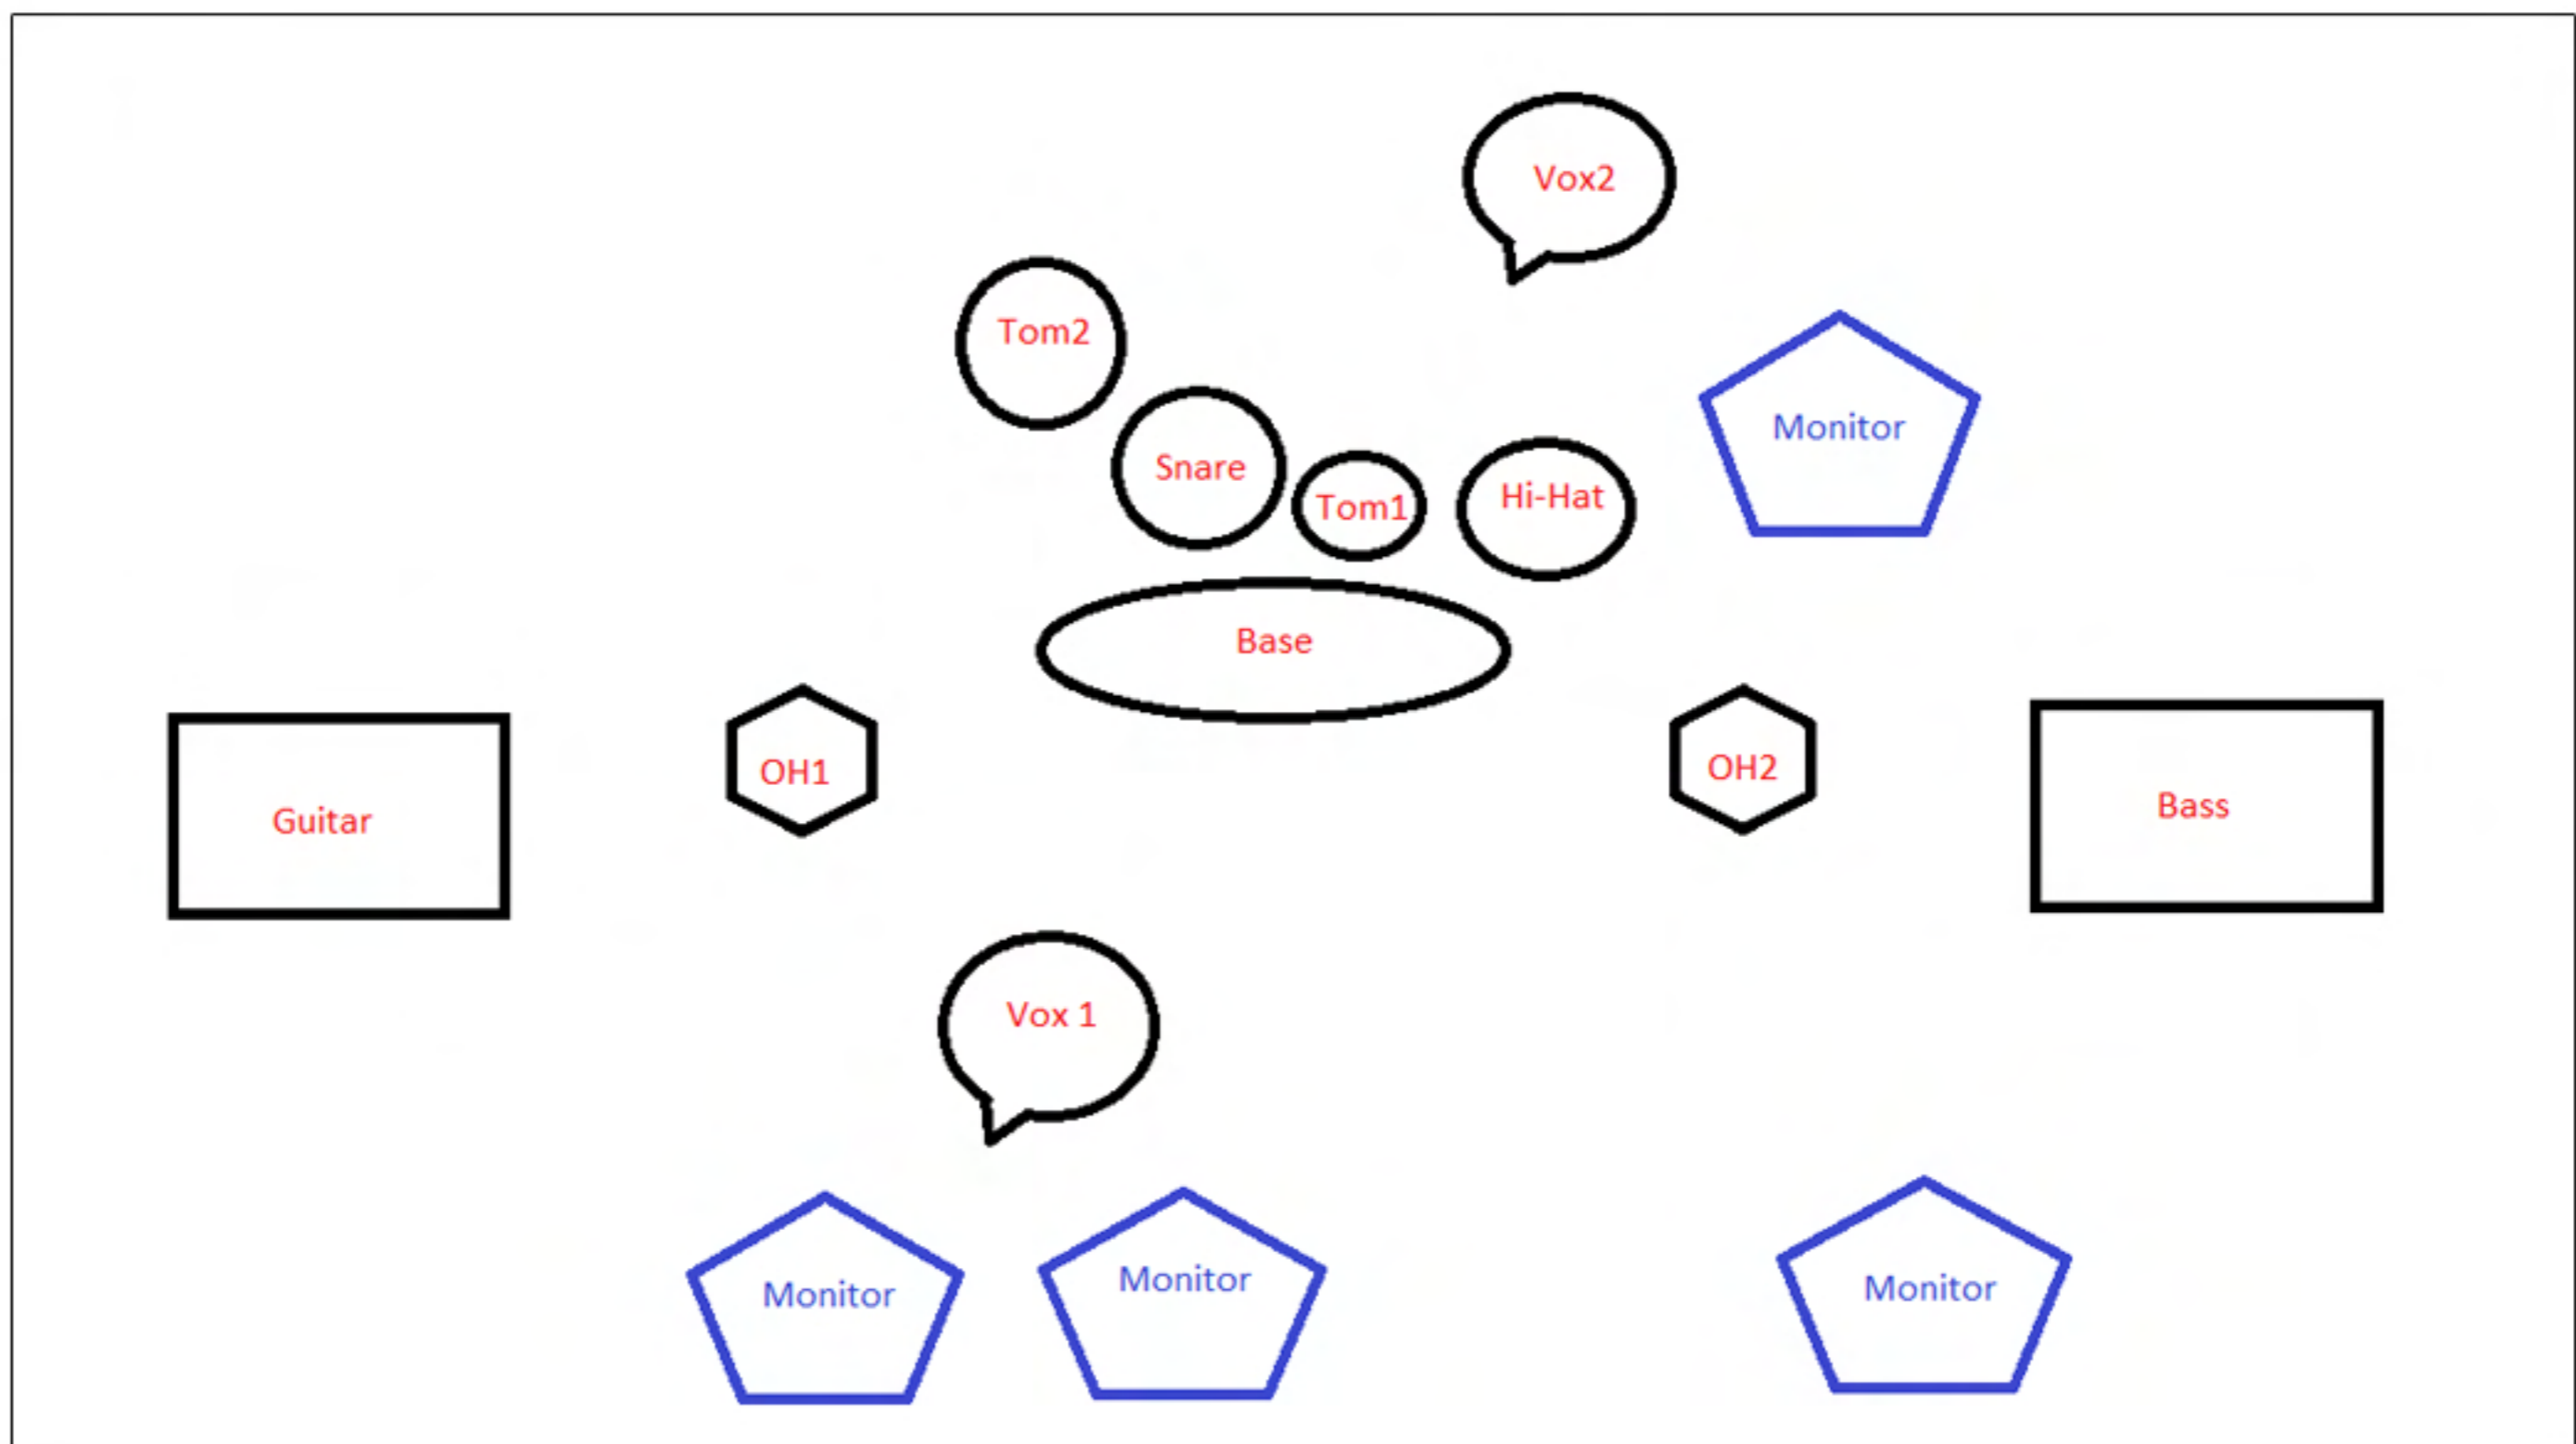 Vox2
Tom2
Monitor
Snare
Tom1
Hi-Hat
Base
Guitar
OH1
OH2
Bass
Vox 1
Monitor
Monitor
Monitor